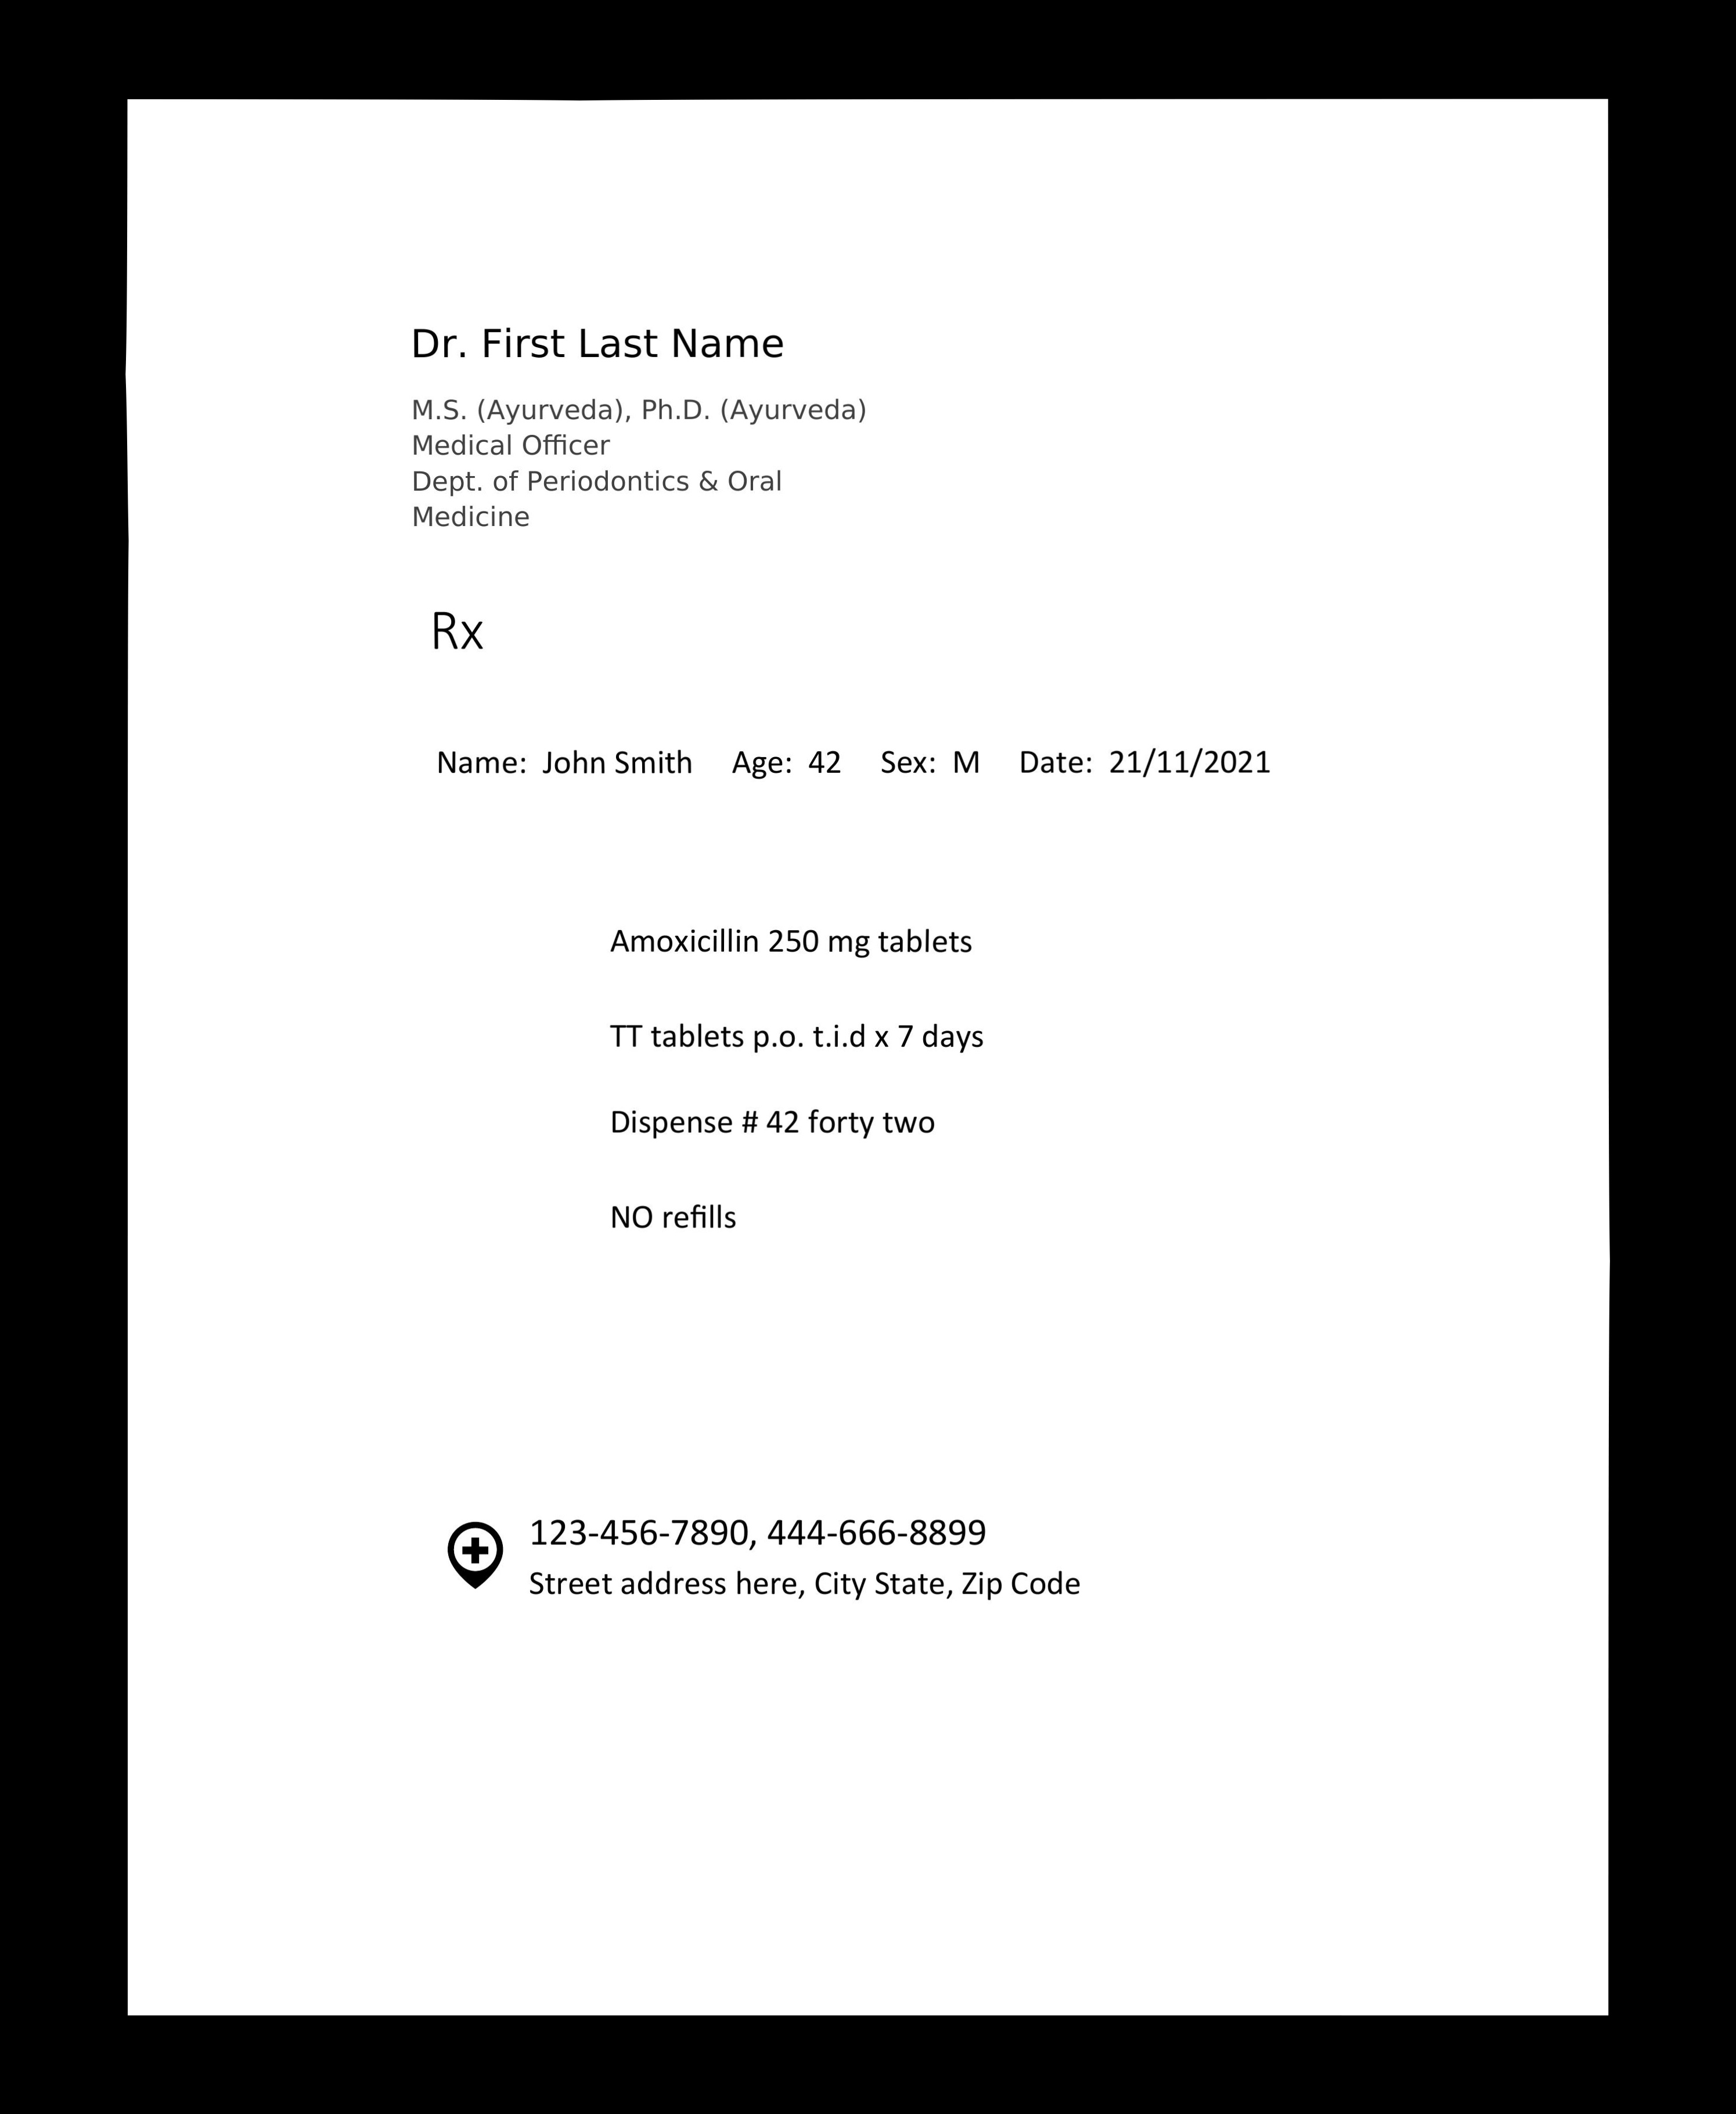 Dr. First Last Name
M.S. (Ayurveda), Ph.D. (Ayurveda)
Medical Officer
Dept. of Periodontics & Oral
Medicine
Rx
Name: John Smith Age: 42 Sex: M Date: 21/11/2021
Amoxicillin 250 mg tablets
TT tablets p.o. t.i.d x 7 days
Dispense # 42 forty two
NO refills
123-456-7890, 444-666-8899
Street address here, City State, Zip Code